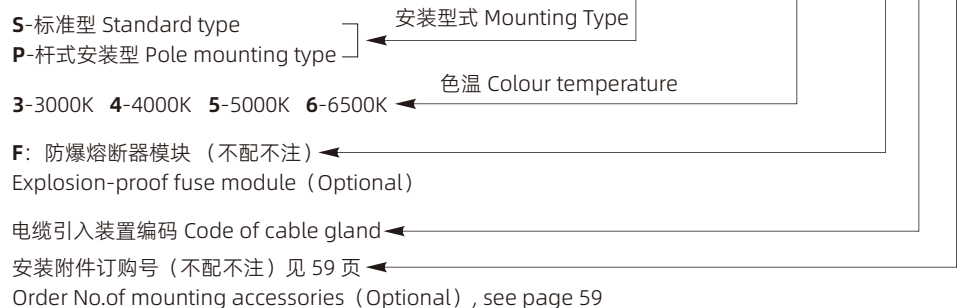 S-标准型 Standard type
安装型式 Mounting Type
P-杆式安装型 Pole mounting type
色温 Colour temperature
3-3000K 4-4000K 5-5000K 6-6500K
F：防爆熔断器模块 （不配不注）
Explosion-proof fuse module（Optional）
电缆引入装置编码 Code of cable gland
安装附件订购号（不配不注）见 59 页
Order No.of mounting accessories（Optional）, see page 59